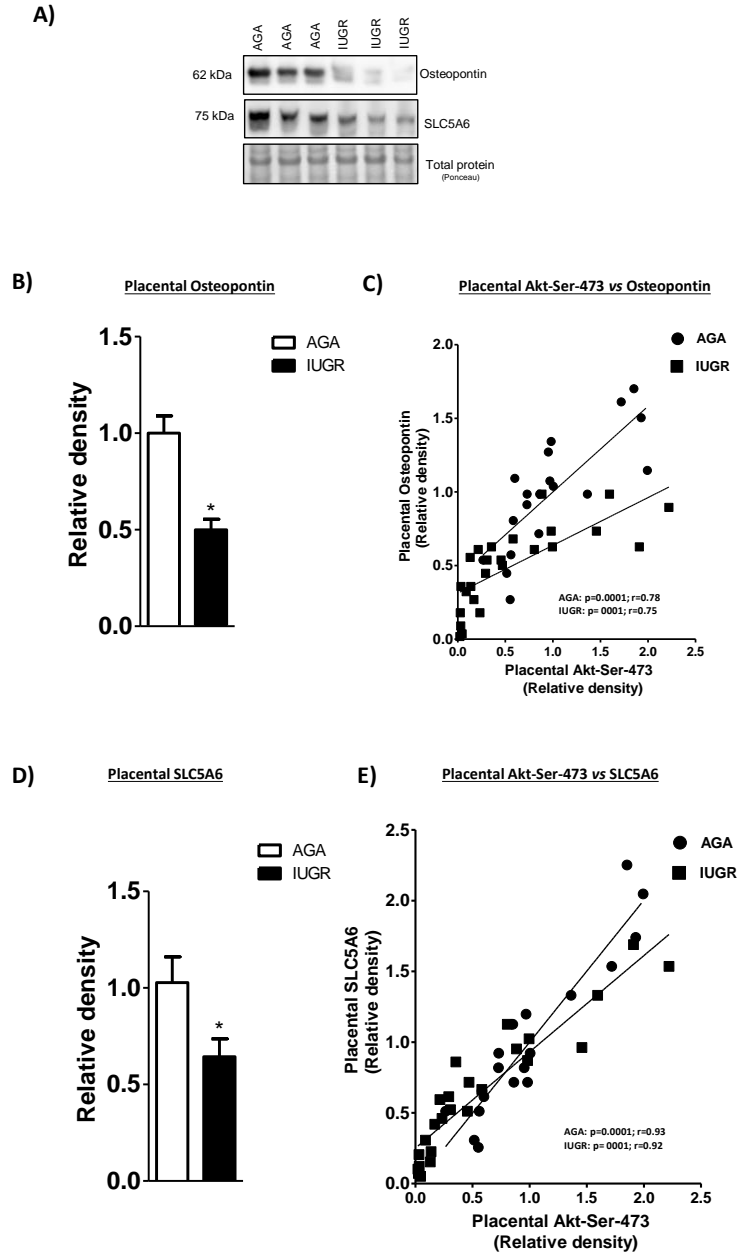 A)
AGA AGA AGA IUGR IUGR IUGR
62 kDa Osteopontin
75 kDa SLC5A6
Total protein
(Ponceau)
B)
Placental Osteopontin
AGA
IUGR
Relative density
1.5
1.0
0.5
0.0
*
C)
Placental Akt-Ser-473 vs Osteopontin
AGA
IUGR
Placental Osteopontin
(Relative density)
2.0
1.5
1.0
0.5
0.0
AGA: p=0.0001; r=0.78
IUGR: p= 0001; r=0.75
0.0 0.5 1.0 1.5 2.0 2.5
Placental Akt-Ser-473
(Relative density)
D)
Placental SLC5A6
AGA
IUGR
Relative density
1.5
1.0
0.5
0.0
*
E)
Placental Akt-Ser-473 vs SLC5A6
AGA
IUGR
Placental SLC5A6
(Relative density)
2.5
2.0
1.5
1.0
0.5
0.0
AGA: p=0.0001; r=0.93
IUGR: p= 0001; r=0.92
0.0 0.5 1.0 1.5 2.0 2.5
Placental Akt-Ser-473
(Relative density)